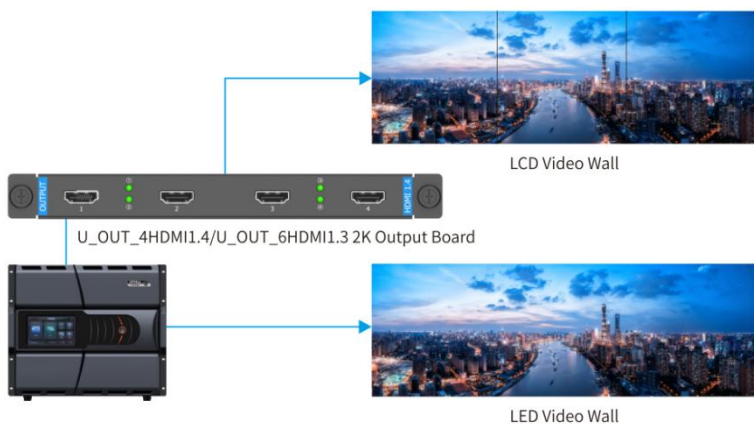 LCD Video Wall
OUTPUT
1
2
3
4
HDMI 1.4
U_OUT_4HDMI1.4/U_OUT_6HDMI1.3 2K Output Board
LED Video Wall